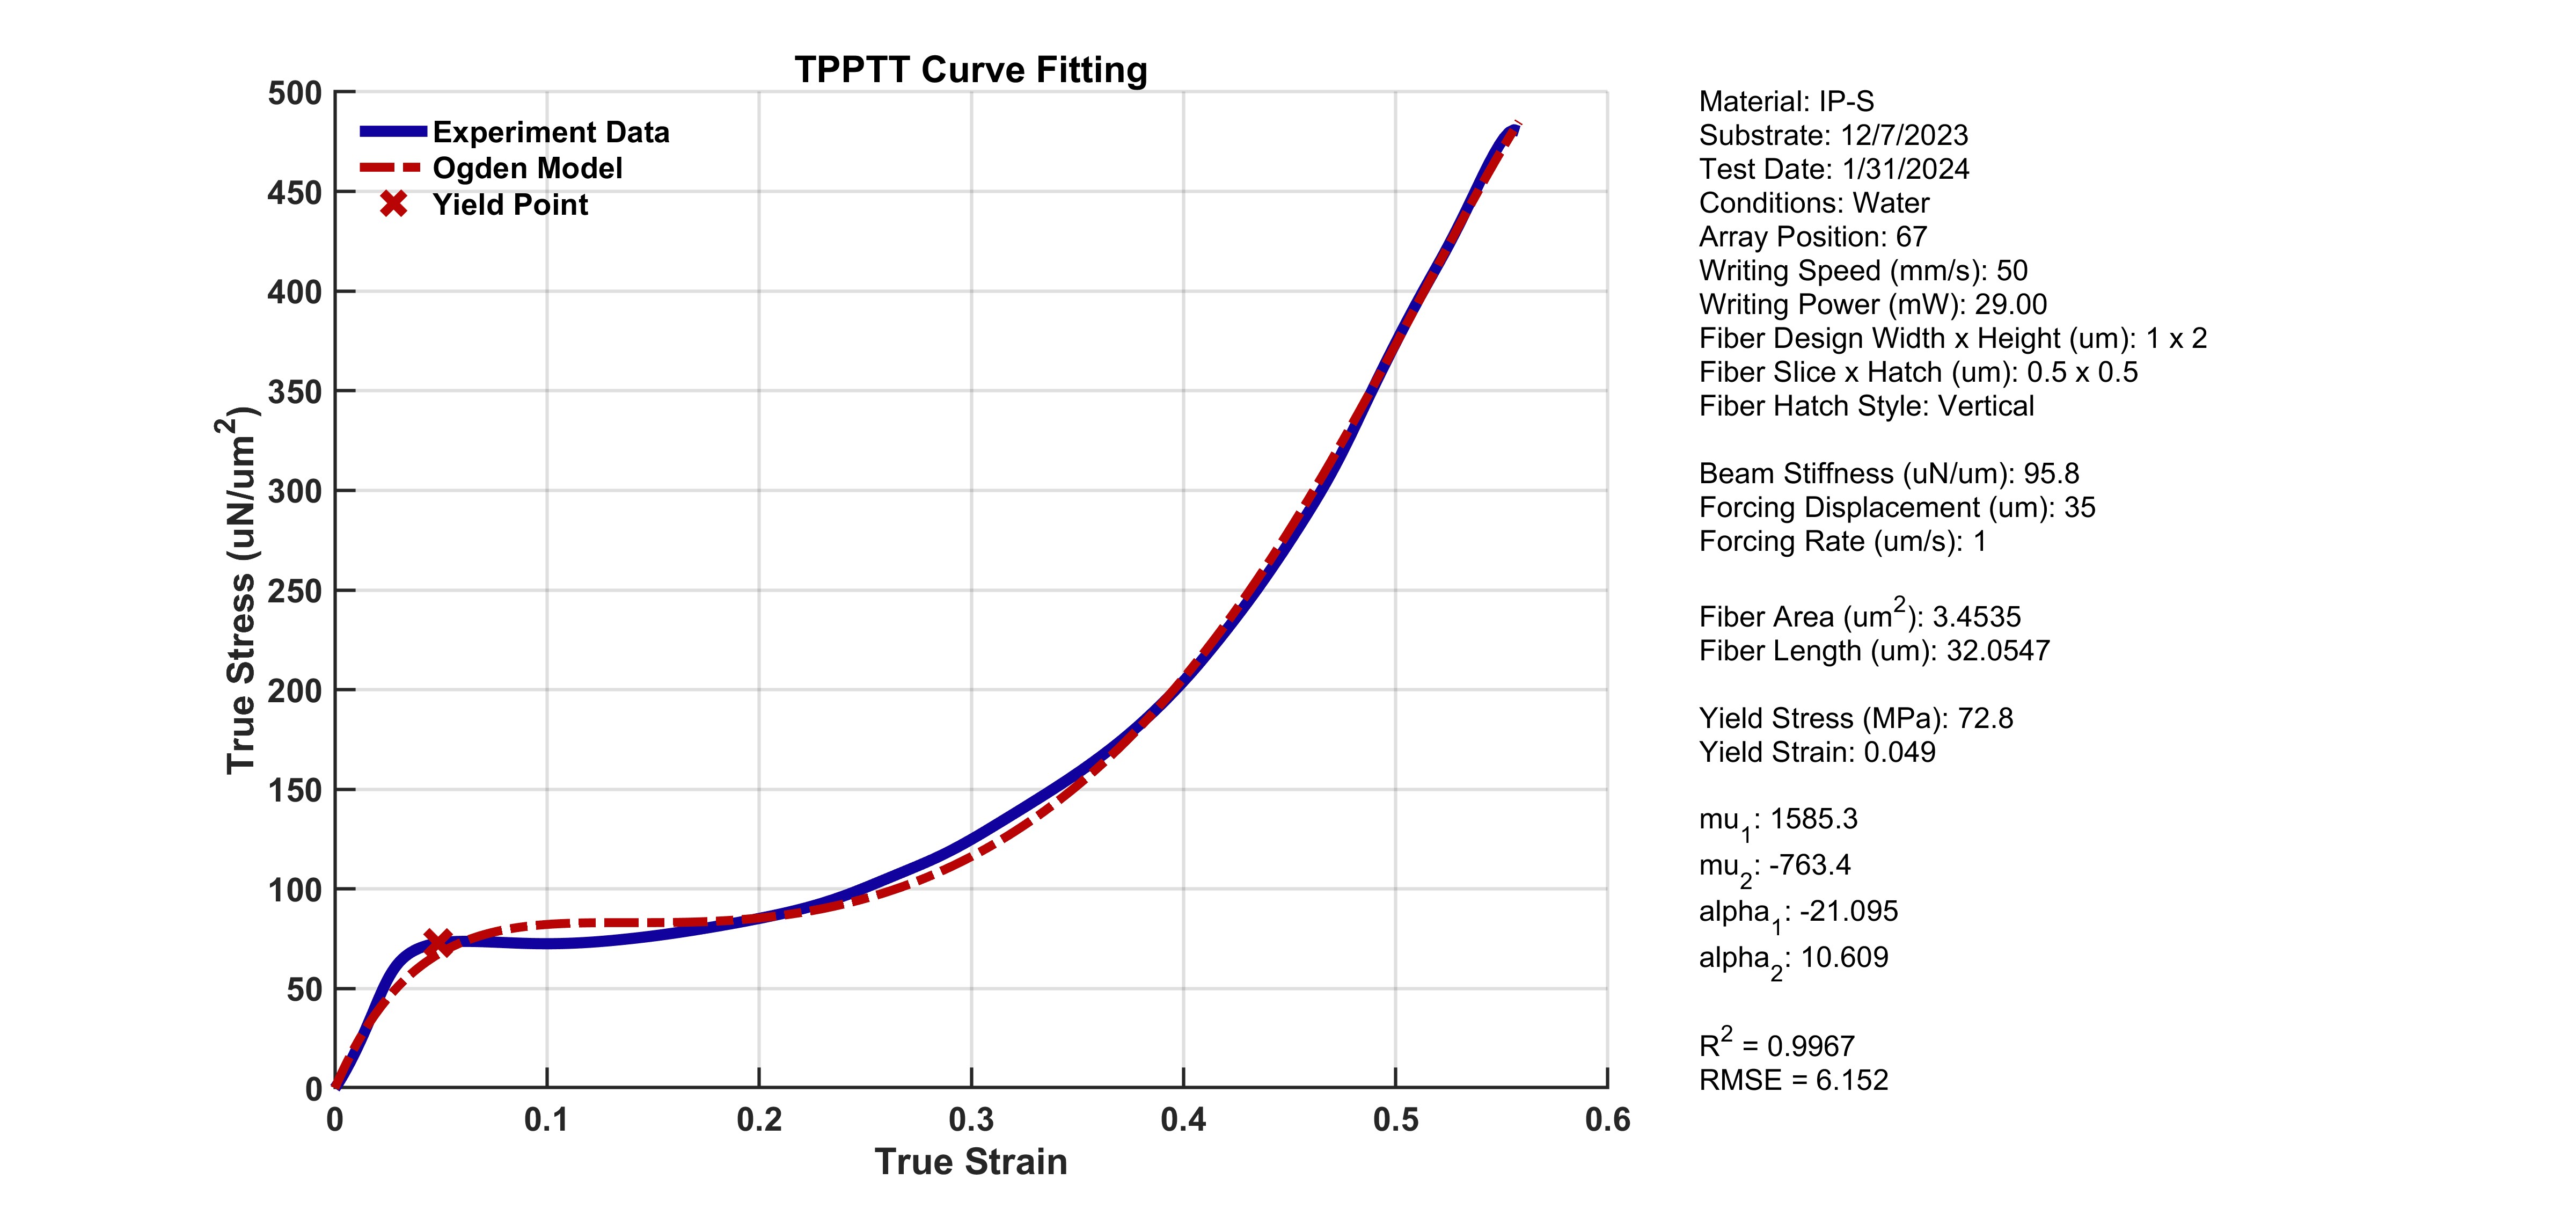 TPPTT Curve Fitting
500
450
400
350
300
250
200
150
100
50
0
True Stress (uN/um²)
Experiment Data
Ogden Model
Yield Point
0 0.1 0.2 0.3 0.4 0.5 0.6
True Strain
Material: IP-S
Substrate: 12/7/2023
Test Date: 1/31/2024
Conditions: Water
Array Position: 67
Writing Speed (mm/s): 50
Writing Power (mW): 29.00
Fiber Design Width x Height (um): 1 x 2
Fiber Slice x Hatch (um): 0.5 x 0.5
Fiber Hatch Style: Vertical
Beam Stiffness (uN/um): 95.8
Forcing Displacement (um): 35
Forcing Rate (um/s): 1
Fiber Area (um²): 3.4535
Fiber Length (um): 32.0547
Yield Stress (MPa): 72.8
Yield Strain: 0.049
mu₁: 1585.3
mu₂: -763.4
alpha₁: -21.095
alpha₂: 10.609
R² = 0.9967
RMSE = 6.152